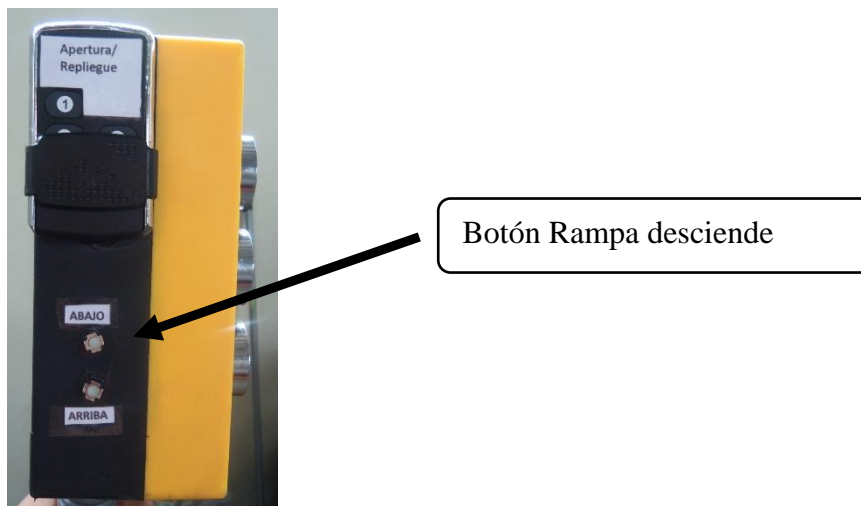 Apertura/
Repliegue
1
Botón Rampa desciende
ABAJO
ARRIBA